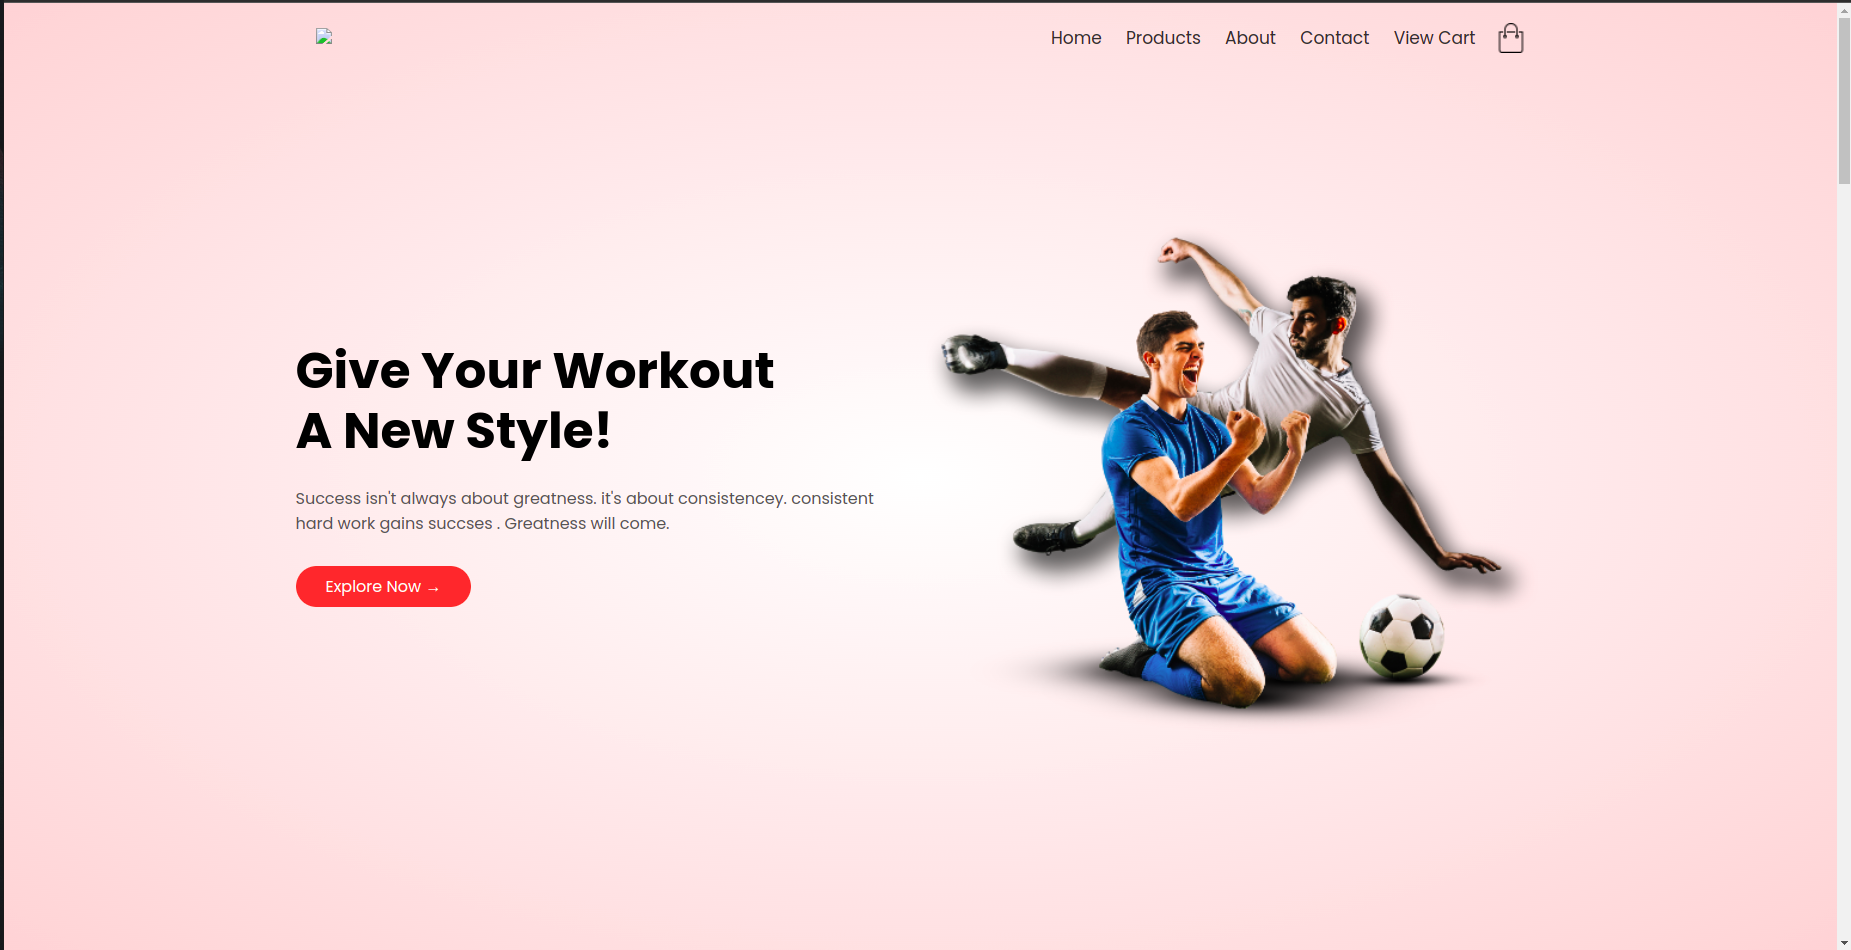 Home Products About Contact View Cart
Give Your Workout
A New Style!
Success isn't always about greatness. it's about consistencey. consistent
hard work gains succses . Greatness will come.
Explore Now →